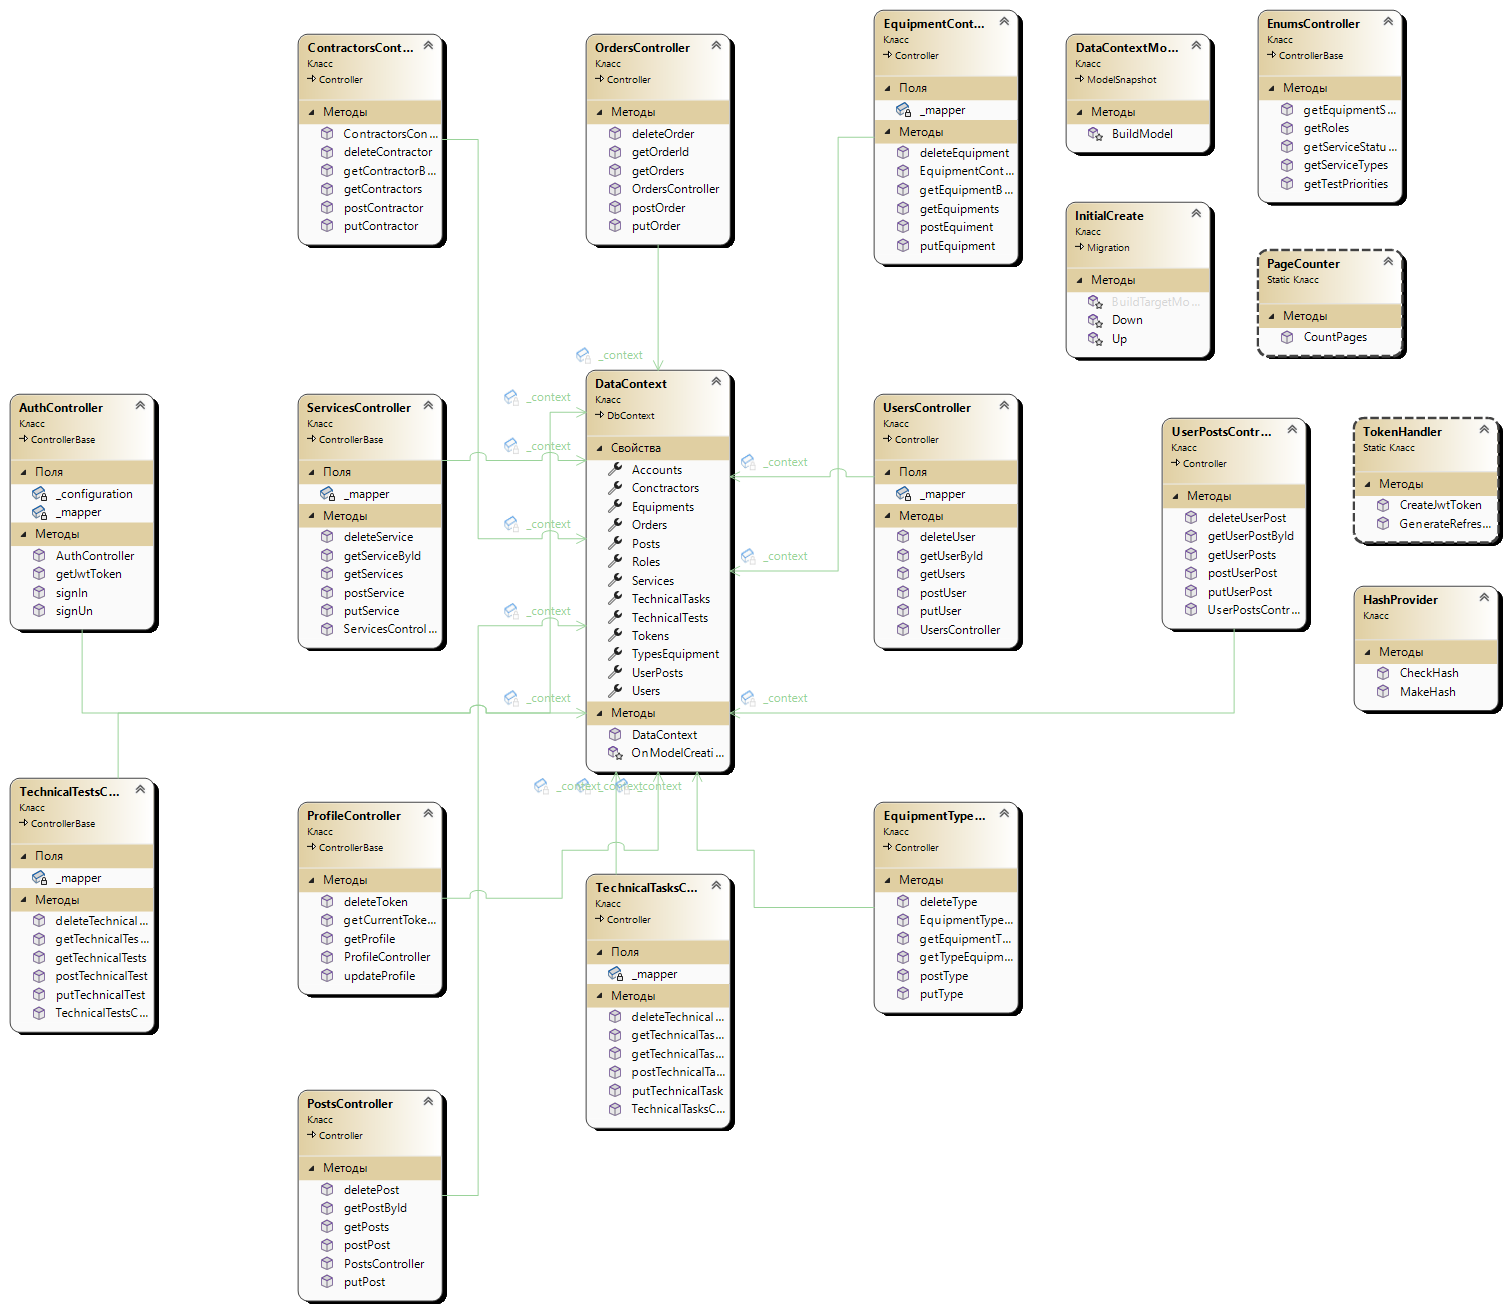 ContractorsCont...
Класс
Controller
Методы
ContractorsCon...
deleteContractor
getContractorB...
getContractors
postContractor
putContractor
OrdersController
Класс
Controller
Методы
deleteOrder
getOrderId
getOrders
OrdersController
postOrder
putOrder
EquipmentCont...
Класс
Controller
Поля
_mapper
Методы
deleteEquipment
EquipmentCont...
getEquipmentB...
getEquipments
postEquiment
putEquipment
DataContextMo...
Класс
ModelSnapshot
Методы
BuildModel
EnumsController
Класс
ControllerBase
Методы
getEquipmentS...
getRoles
getServiceStatu...
getServiceTypes
getTestPriorities
InitialCreate
Класс
Migration
Методы
BuildTargetMo...
Down
Up
PageCounter
Static Класс
Методы
CountPages
AuthController
Класс
ControllerBase
Поля
_configuration
_mapper
Методы
AuthController
getJwtToken
signIn
signUn
ServicesController
Класс
ControllerBase
Поля
_mapper
Методы
deleteService
getServiceById
getServices
postService
putService
ServicesControl...
_context
_context
_context
_context
_context
_context
DataContext
Класс
DbContext
Свойства
Accounts
Conctractors
Equipments
Orders
Posts
Roles
Services
TechnicalTasks
TechnicalTests
Tokens
TypesEquipment
UserPosts
Users
Методы
DataContext
OnModelCreati...
_context
_context
_context
UsersController
Класс
Controller
Поля
_mapper
Методы
deleteUser
getUserById
getUsers
postUser
putUser
UsersController
UserPostsContr...
Класс
Controller
Методы
deleteUserPost
getUserPostById
getUserPosts
postUserPost
putUserPost
UserPostsContr...
TokenHandler
Static Класс
Методы
CreateJwtToken
GenerateRefres...
HashProvider
Класс
Методы
CheckHash
MakeHash
_context
_context
_context
TechnicalTestsC...
Класс
ControllerBase
Поля
_mapper
Методы
deleteTechnical...
getTechnicalTes...
getTechnicalTests
postTechnicalTest
putTechnicalTest
TechnicalTestsC...
ProfileController
Класс
ControllerBase
Методы
deleteToken
getCurrentToke...
getProfile
ProfileController
updateProfile
TechnicalTasksC...
Класс
Controller
Поля
_mapper
Методы
deleteTechnical...
getTechnicalTas...
getTechnicalTas...
postTechnicalTa...
putTechnicalTask
TechnicalTasksC...
EquipmentType...
Класс
Controller
Методы
deleteType
EquipmentType...
getEquipmentT...
getTypeEquipm...
postType
putType
PostsController
Класс
Controller
Методы
deletePost
getPostById
getPosts
postPost
PostsController
putPost